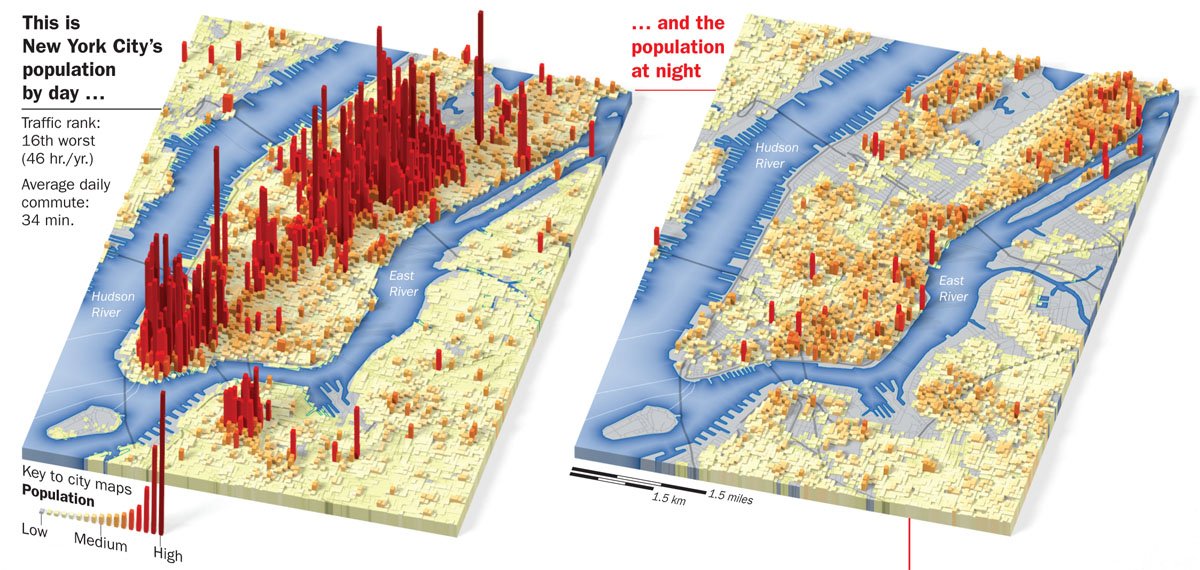 This is
New York City's
population
by day ...
Traffic rank:
16th worst
(46 hr./yr.)
Average daily
commute:
34 min.
Hudson
River
East
River
Key to city maps
Population
Low
Medium
High
... and the
population
at night
Hudson
River
East
River
1.5 km
1.5 miles